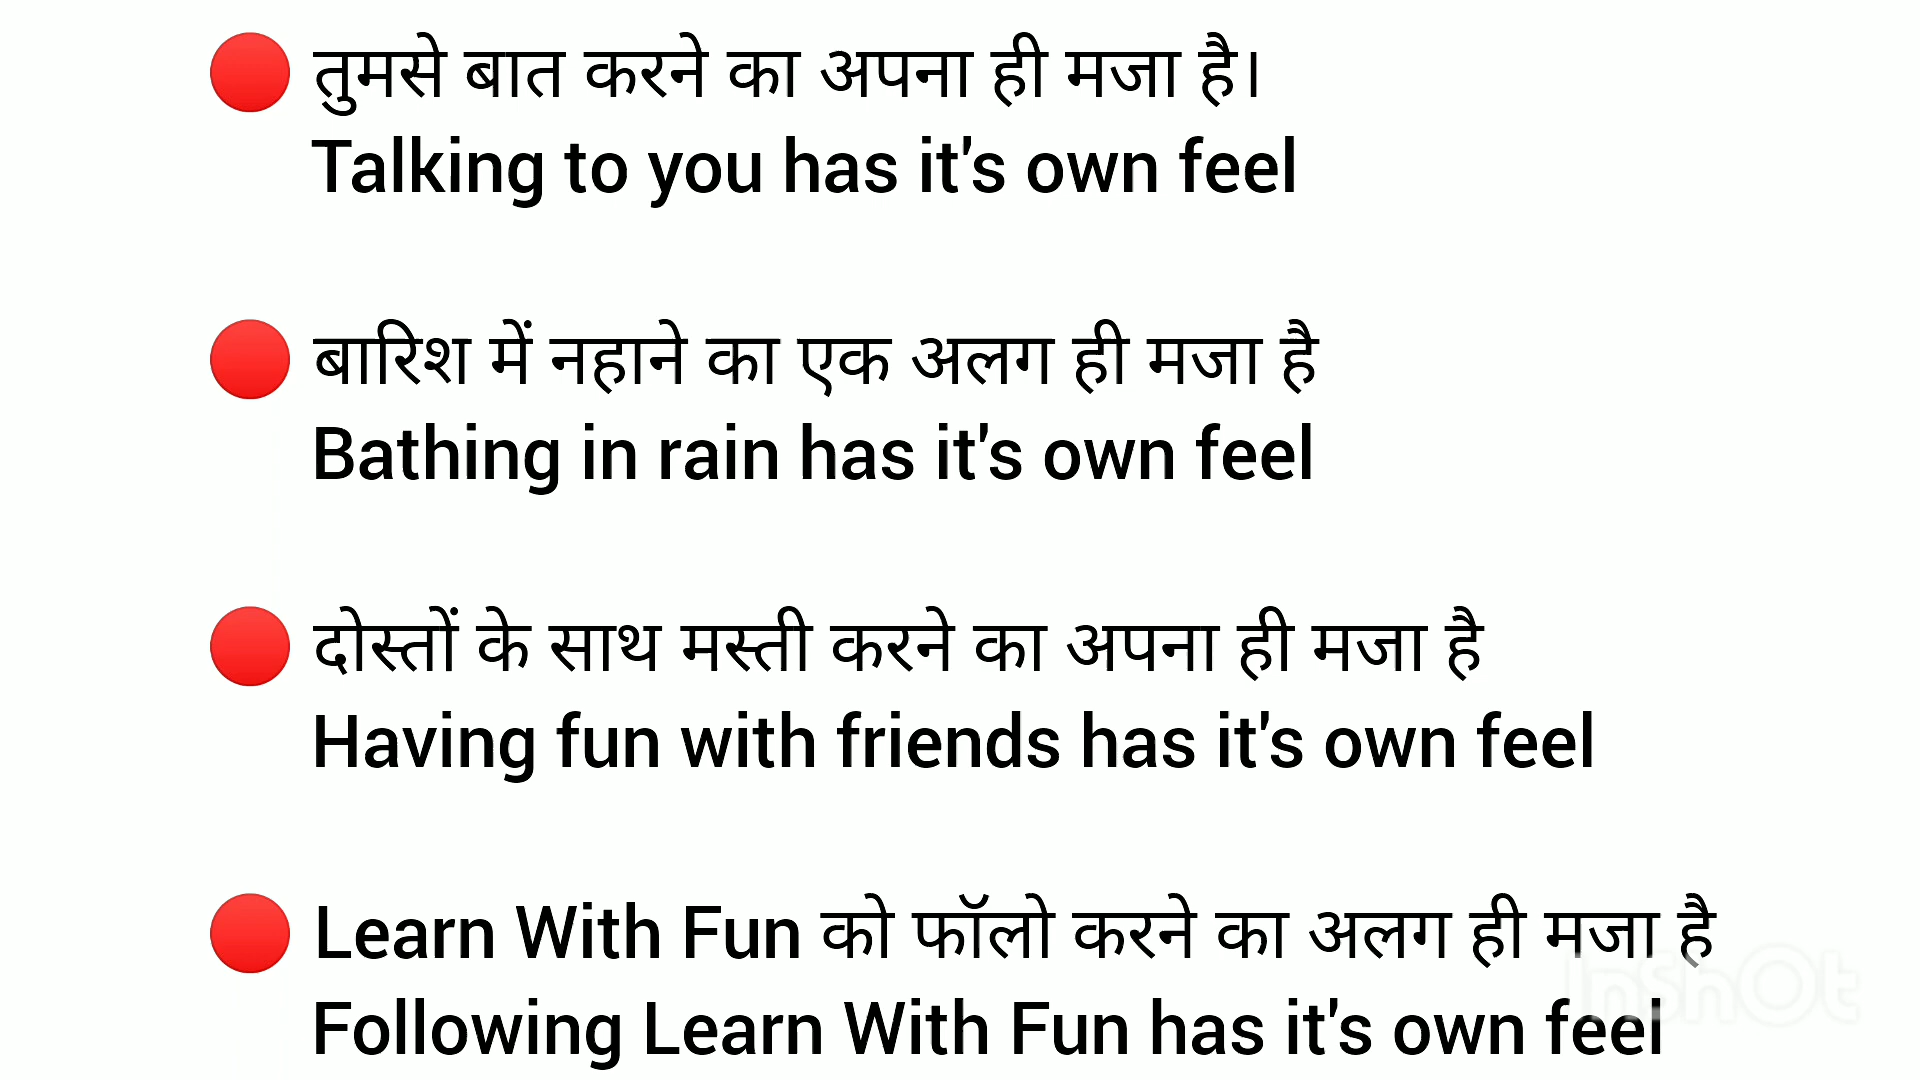 तुमसे बात करने का अपना ही मजा है।
Talking to you has it's own feel
बारिश में नहाने का एक अलग ही मजा है
Bathing in rain has it's own feel
दोस्तों के साथ मस्ती करने का अपना ही मजा है
Having fun with friends has it's own feel
Learn With Fun को फॉलो करने का अलग ही मजा है
InShOt
Following Learn With Fun has it's own feel